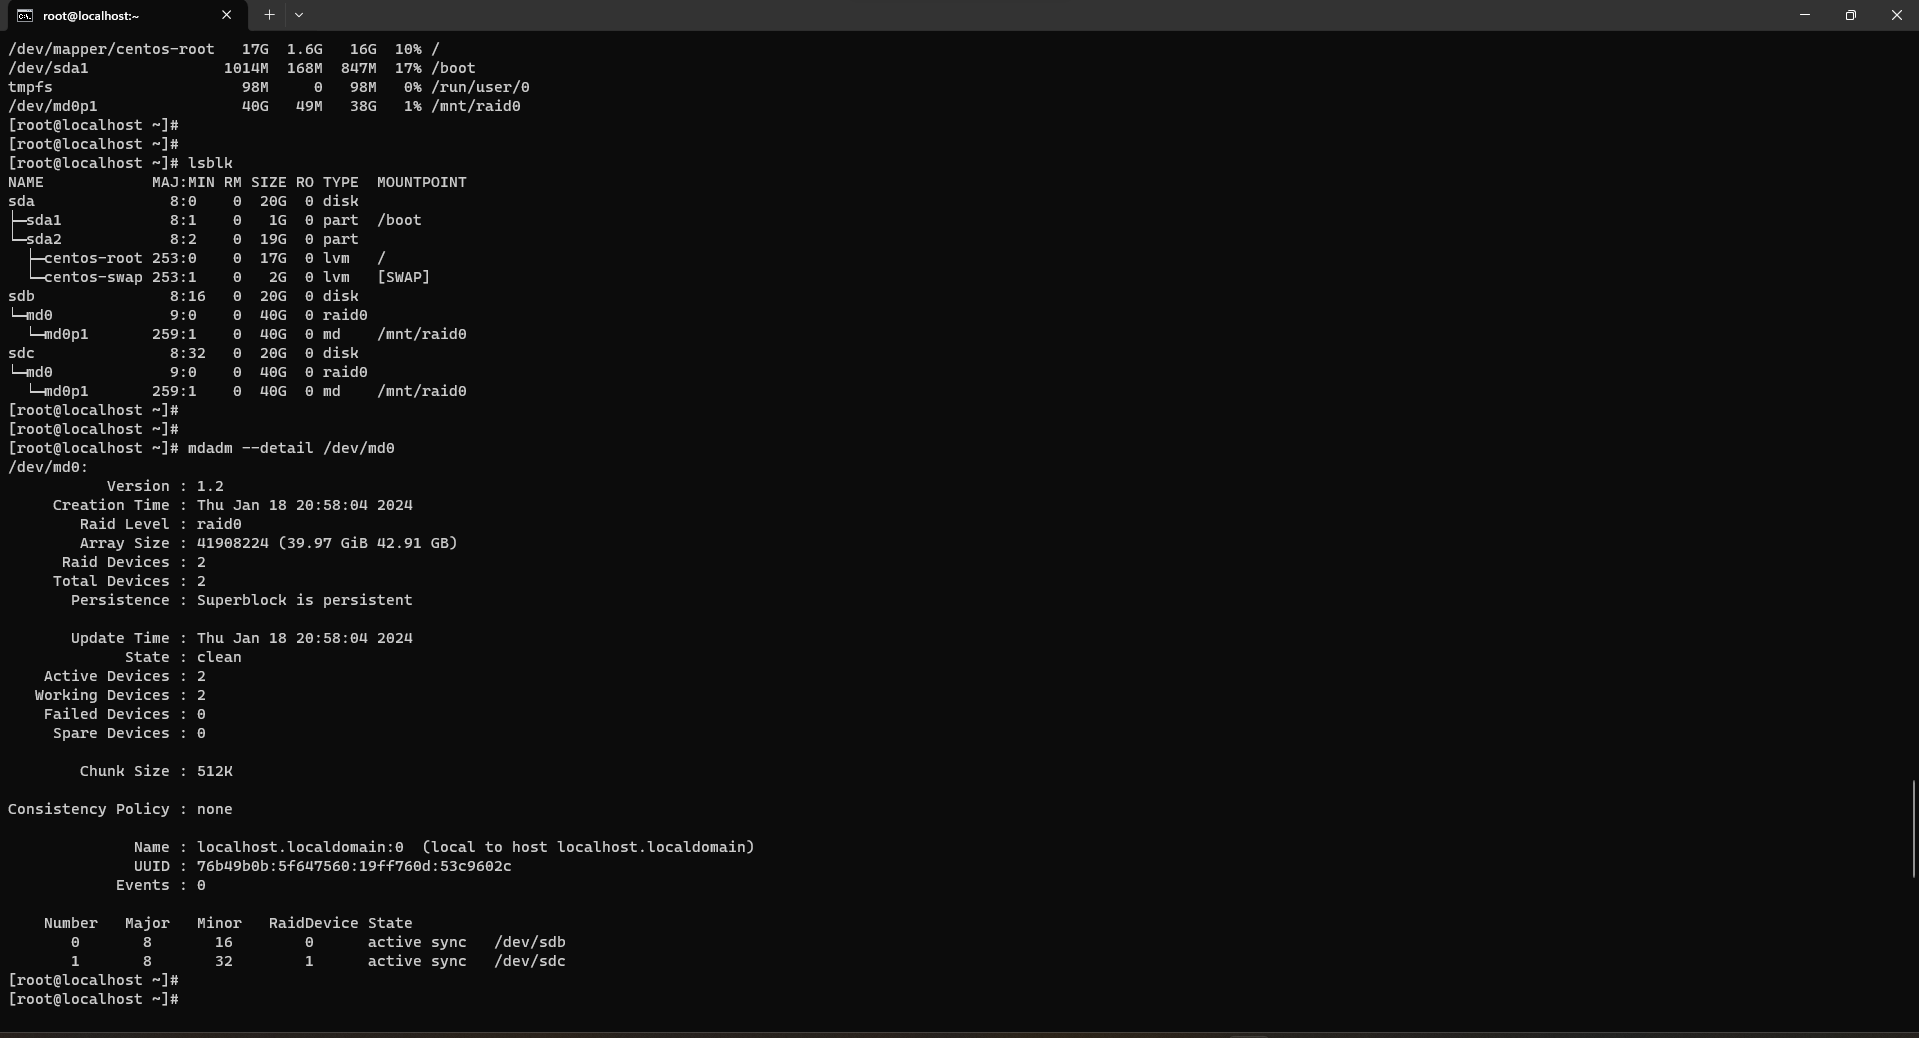 root@localhost:~
/dev/mapper/centos-root   17G  1.6G   16G  10% /
/dev/sda1               1014M  168M  847M  17% /boot
tmpfs                     98M     0   98M   0% /run/user/0
/dev/md0p1                40G   49M   38G   1% /mnt/raid0
[root@localhost ~]#
[root@localhost ~]#
[root@localhost ~]# lsblk
NAME            MAJ:MIN RM SIZE RO TYPE  MOUNTPOINT
sda               8:0    0  20G  0 disk
├─sda1            8:1    0   1G  0 part  /boot
└─sda2            8:2    0  19G  0 part
  ├─centos-root 253:0    0  17G  0 lvm   /
  └─centos-swap 253:1    0   2G  0 lvm   [SWAP]
sdb               8:16   0  20G  0 disk
└─md0             9:0    0  40G  0 raid0
  └─md0p1       259:1    0  40G  0 md    /mnt/raid0
sdc               8:32   0  20G  0 disk
└─md0             9:0    0  40G  0 raid0
  └─md0p1       259:1    0  40G  0 md    /mnt/raid0
[root@localhost ~]#
[root@localhost ~]#
[root@localhost ~]# mdadm --detail /dev/md0
/dev/md0:
           Version : 1.2
     Creation Time : Thu Jan 18 20:58:04 2024
        Raid Level : raid0
        Array Size : 41908224 (39.97 GiB 42.91 GB)
      Raid Devices : 2
     Total Devices : 2
       Persistence : Superblock is persistent
       Update Time : Thu Jan 18 20:58:04 2024
             State : clean
    Active Devices : 2
   Working Devices : 2
    Failed Devices : 0
     Spare Devices : 0
        Chunk Size : 512K
Consistency Policy : none
              Name : localhost.localdomain:0  (local to host localhost.localdomain)
              UUID : 76b49b0b:5f647560:19ff760d:53c9602c
            Events : 0
    Number   Major   Minor   RaidDevice State
       0       8       16        0      active sync   /dev/sdb
       1       8       32        1      active sync   /dev/sdc
[root@localhost ~]#
[root@localhost ~]#